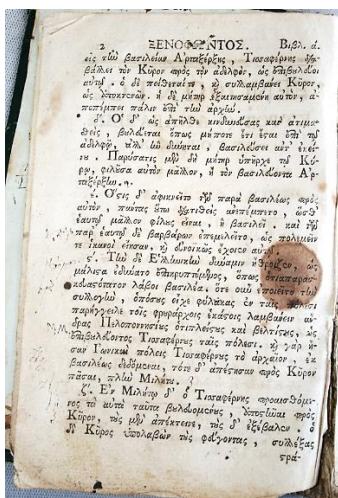 2 ΞΕΝΟΦΩΝΤΟΣ. Βιβλ. ά.
εἰς τὴν βασιλείαν Ἀρταξέρξης, Τισαφέρνης δια-
βάλλει τὸν Κῦρον πρὸς τὸν ἀδελφὸν, ὡς ἐπιβουλεύοι
αὐτῷ. ὁ δὲ πείθεταίτε, καὶ συλλαμβάνει Κῦρον,
ὡς ἀποκτενῶν. ἡ δὲ μήτηρ ἐξαιτησαμένη αὐτὸν, ἀ-
ποπέμπει πάλιν ἐπὶ τὴν ἀρχήν.
δ΄. Ὁ δ' ὡς ἀπῆλθε κινδυνεύσας καὶ ἀτιμα-
θεὶς, βουλεύεται ὅπως μήποτε ἔτι ἔσται ἐπὶ τῷ
ἀδελφῷ, ἀλλ' ἢν δύνηται, βασιλεύσει ἀντ' ἐκεί-
νου. Παρύσατις μὲν δὴ μήτηρ ὑπῆρχε τῷ Κύ-
ρῳ, φιλοῦσα αὐτὸν μᾶλλον, ἢ τὸν βασιλεύοντα Ἀρ-
ταξέρξην.
έ. Ὅστις δ' ἀφικνεῖτο τῶν παρὰ βασιλέως πρὸς
αὐτὸν, πάντας οὕτω διατιθεὶς ἀνεπέμπετο, ὥσθ'
ἑαυτῷ μᾶλλον φίλους εἶναι, ἢ βασιλεῖ. καὶ τῶν
παρ' ἑαυτῷ δὲ βαρβάρων ἐπεμελεῖτο, ὡς πολεμεῖν
τε ἱκανοὶ εἴησαν, καὶ εὐνοϊκῶς ἔχοιεν αὐτῷ.
ϛ΄. Τὴν δὲ Ἑλληνικὴν δύναμιν ἤθροιζεν, ὡς
μάλιστα ἐδύνατο ἐπικρυπτόμενος, ὅπως ὅτι ἀπαρασ-
κευότατον λάβοι βασιλέα. ὧδε οὖν ἐποιεῖτο τὴν
συλλογήν, ὁπόσας εἶχε φυλακὰς ἐν ταῖς πόλεσι
παρήγγειλε τοῖς φρουράρχοις ἑκάστοις λαμβάνειν ἄν-
δρας Πελοποννησίους ὅτι πλείστους καὶ βελτίστους, ὡς
ἐπιβουλεύοντος Τισαφέρνους ταῖς πόλεσι. καὶ γὰρ ἦ-
σαν Ἰωνικαὶ πόλεις Τισαφέρνους τὸ ἀρχαῖον, ἐκ
βασιλέως δεδομέναι, τότε δ' ἀπέστησαν πρὸς Κῦρον
πᾶσαι, πλὴν Μιλήτου.
ζ. Ἐν Μιλήτῳ δ' ὁ Τισαφέρνης προαισθόμε-
νος τὰ αὐτὰ ταῦτα βουλευομένους, ἀποστῆναι πρὸς
Κῦρον, τοὺς μὲν ἀπέκτεινε, τοὺς δ' ἐξέβαλεν. ὁ
δὲ Κῦρος ὑπολαβὼν τοὺς φεύγοντας, συλλέξας
στρά-